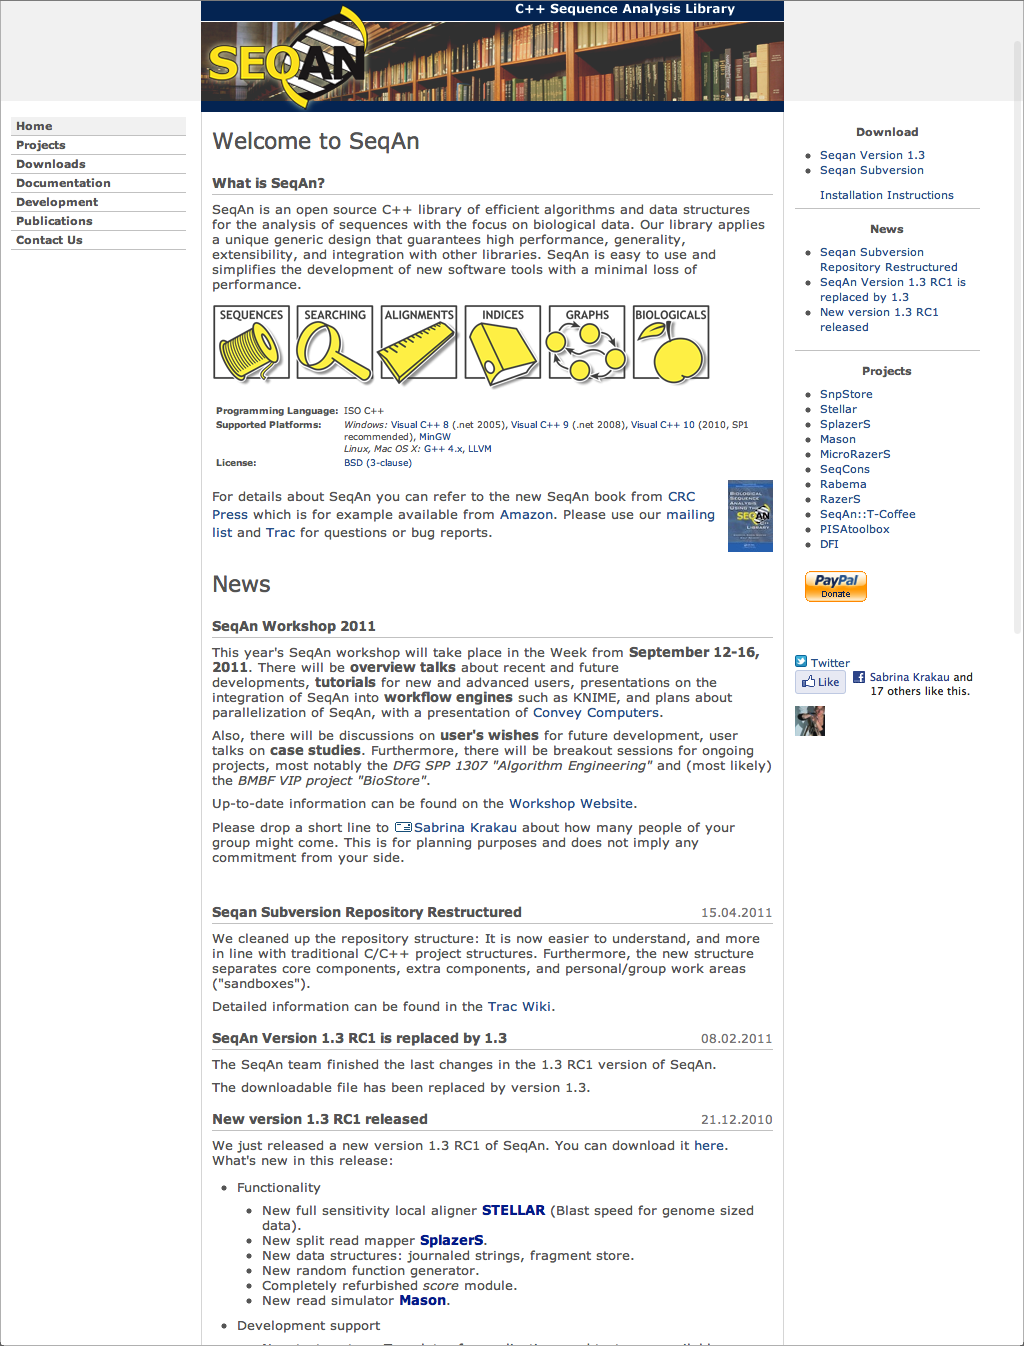 C++ Sequence Analysis Library
SEQAN
Home
Projects
Downloads
Documentation
Development
Publications
Contact Us
Welcome to SeqAn
What is SeqAn?
SeqAn is an open source C++ library of efficient algorithms and data structures
for the analysis of sequences with the focus on biological data. Our library applies
a unique generic design that guarantees high performance, generality,
extensibility, and integration with other libraries. SeqAn is easy to use and
simplifies the development of new software tools with a minimal loss of
performance.
SEQUENCES SEARCHING ALIGNMENTS INDICES GRAPHS BIOLOGICALS
Programming Language: ISO C++
Supported Platforms: Windows: Visual C++ 8 (.net 2005), Visual C++ 9 (.net 2008), Visual C++ 10 (2010, SP1
recommended), MinGW
Linux, Mac OS X: G++ 4.x, LLVM
License: BSD (3-clause)
For details about SeqAn you can refer to the new SeqAn book from CRC
Press which is for example available from Amazon. Please use our mailing
list and Trac for questions or bug reports.
BIOLOGICAL
SEQUENCE
ANALYSIS
USING THE
SEQAN
C++
LIBRARY
News
SeqAn Workshop 2011
This year's SeqAn workshop will take place in the Week from September 12-16,
2011. There will be overview talks about recent and future
developments, tutorials for new and advanced users, presentations on the
integration of SeqAn into workflow engines such as KNIME, and plans about
parallelization of SeqAn, with a presentation of Convey Computers.
Also, there will be discussions on user's wishes for future development, user
talks on case studies. Furthermore, there will be breakout sessions for ongoing
projects, most notably the DFG SPP 1307 "Algorithm Engineering" and (most likely)
the BMBF VIP project "BioStore".
Up-to-date information can be found on the Workshop Website.
Please drop a short line to Sabrina Krakau about how many people of your
group might come. This is for planning purposes and does not imply any
commitment from your side.
Seqan Subversion Repository Restructured 15.04.2011
We cleaned up the repository structure: It is now easier to understand, and more
in line with traditional C/C++ project structures. Furthermore, the new structure
separates core components, extra components, and personal/group work areas
("sandboxes").
Detailed information can be found in the Trac Wiki.
SeqAn Version 1.3 RC1 is replaced by 1.3 08.02.2011
The SeqAn team finished the last changes in the 1.3 RC1 version of SeqAn.
The downloadable file has been replaced by version 1.3.
New version 1.3 RC1 released 21.12.2010
We just released a new version 1.3 RC1 of SeqAn. You can download it here.
What's new in this release:
Functionality
New full sensitivity local aligner STELLAR (Blast speed for genome sized
data).
New split read mapper SplazerS.
New data structures: journaled strings, fragment store.
New random function generator.
Completely refurbished score module.
New read simulator Mason.
Development support
Download
Seqan Version 1.3
Seqan Subversion
Installation Instructions
News
Seqan Subversion
Repository Restructured
SeqAn Version 1.3 RC1 is
replaced by 1.3
New version 1.3 RC1
released
Projects
SnpStore
Stellar
SplazerS
Mason
MicroRazerS
SeqCons
Rabema
RazerS
SeqAn::T-Coffee
PISAtoolbox
DFI
PayPal
Donate
Twitter
Like Sabrina Krakau and
17 others like this.